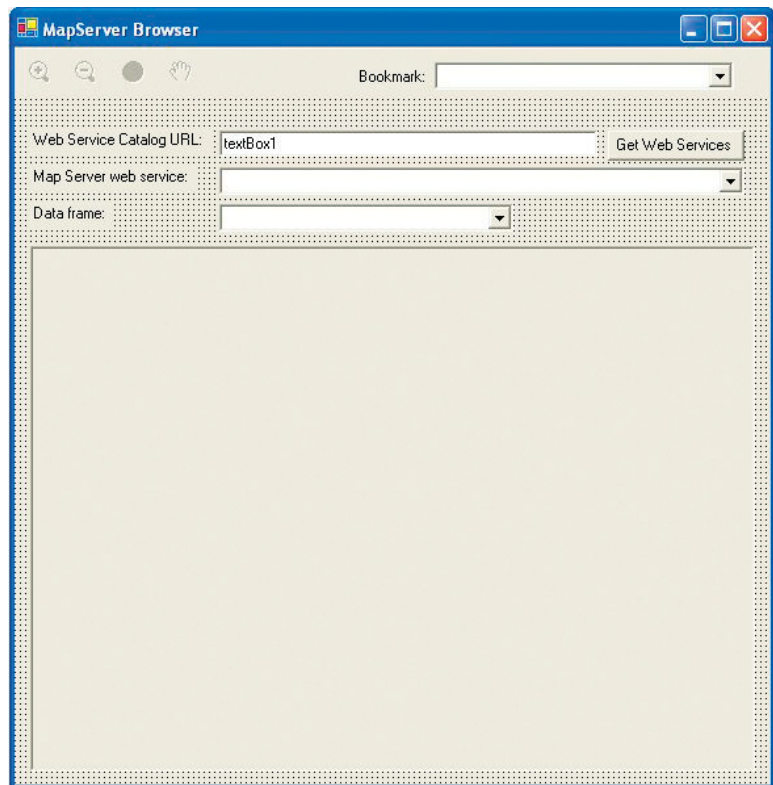 MapServer Browser
Bookmark:
Web Service Catalog URL: textBox1 Get Web Services
Map Server web service:
Data frame: